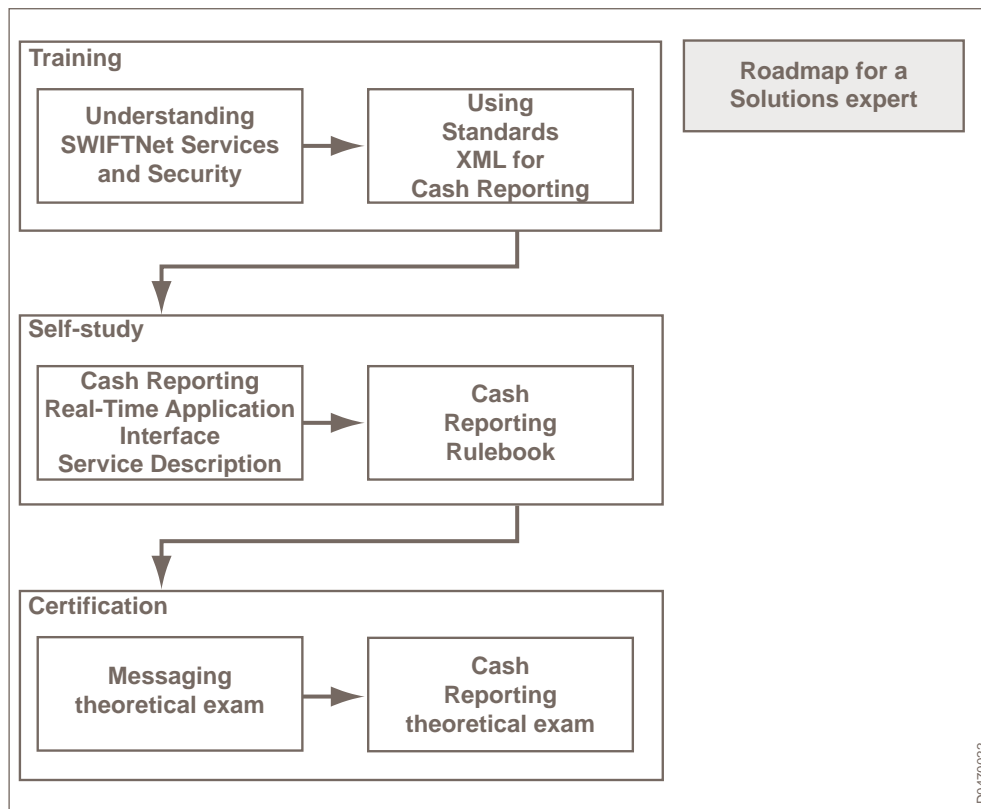 Training
Understanding
SWIFTNet Services
and Security
Using
Standards
XML for
Cash Reporting
Roadmap for a
Solutions expert
Self-study
Cash Reporting
Real-Time Application
Interface
Service Description
Cash
Reporting
Rulebook
Certification
Messaging
theoretical exam
Cash
Reporting
theoretical exam